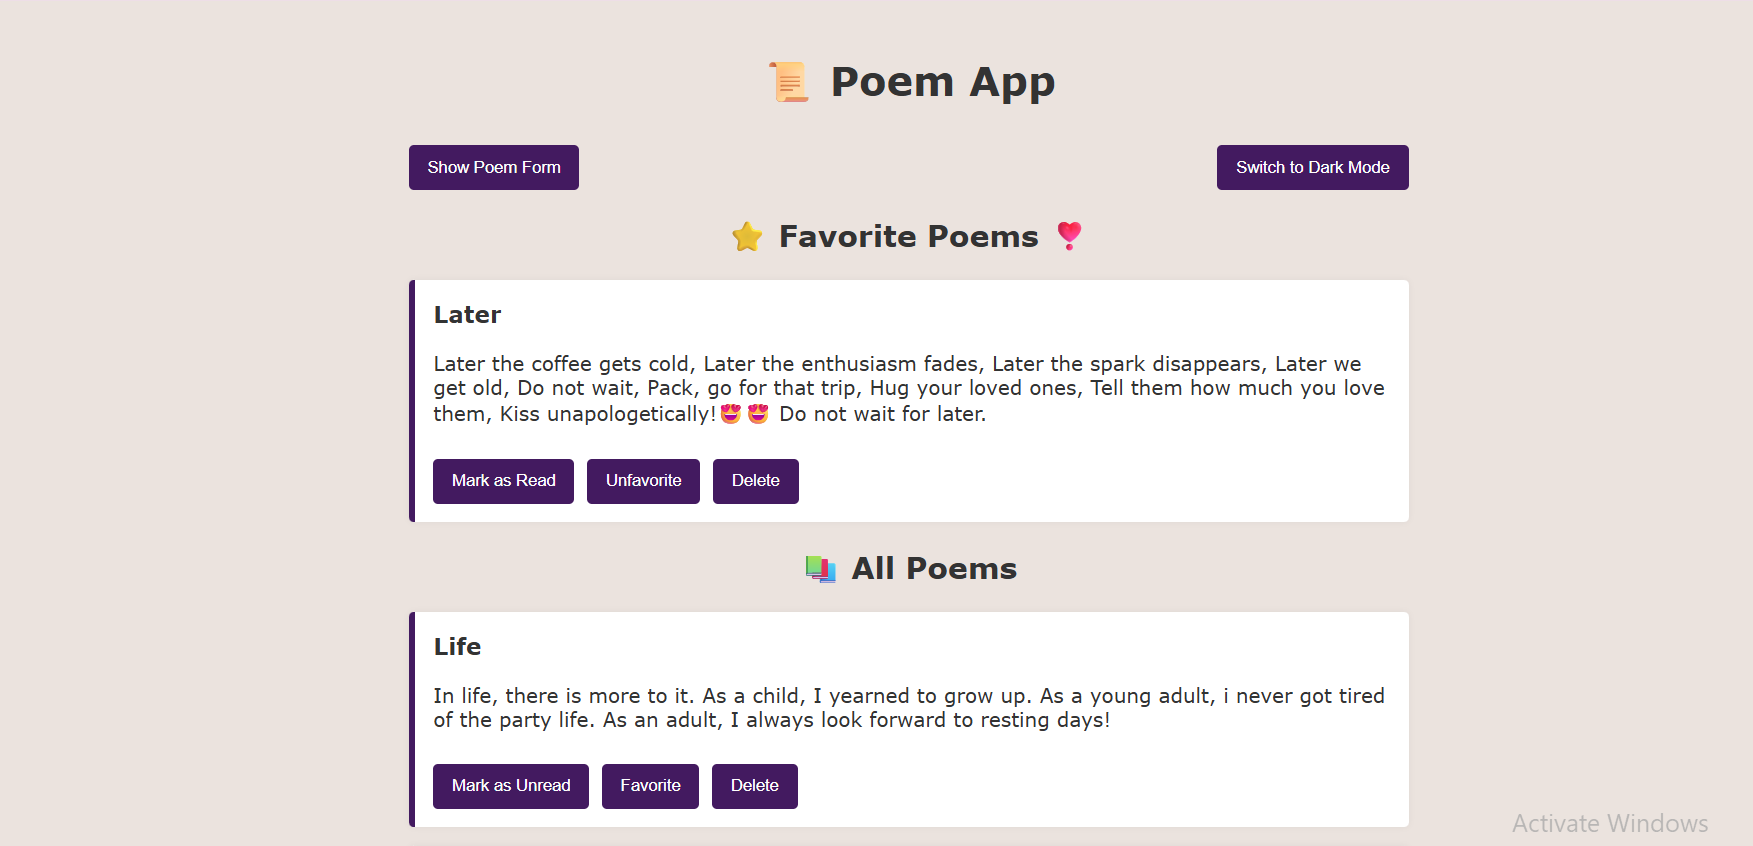 📜 Poem App
Show Poem Form
Switch to Dark Mode
⭐ Favorite Poems ❣️
Later
Later the coffee gets cold, Later the enthusiasm fades, Later the spark disappears, Later we
get old, Do not wait, Pack, go for that trip, Hug your loved ones, Tell them how much you love
them, Kiss unapologetically!😍😍 Do not wait for later.
Mark as Read
Unfavorite
Delete
📚 All Poems
Life
In life, there is more to it. As a child, I yearned to grow up. As a young adult, i never got tired
of the party life. As an adult, I always look forward to resting days!
Mark as Unread
Favorite
Delete
Activate Windows